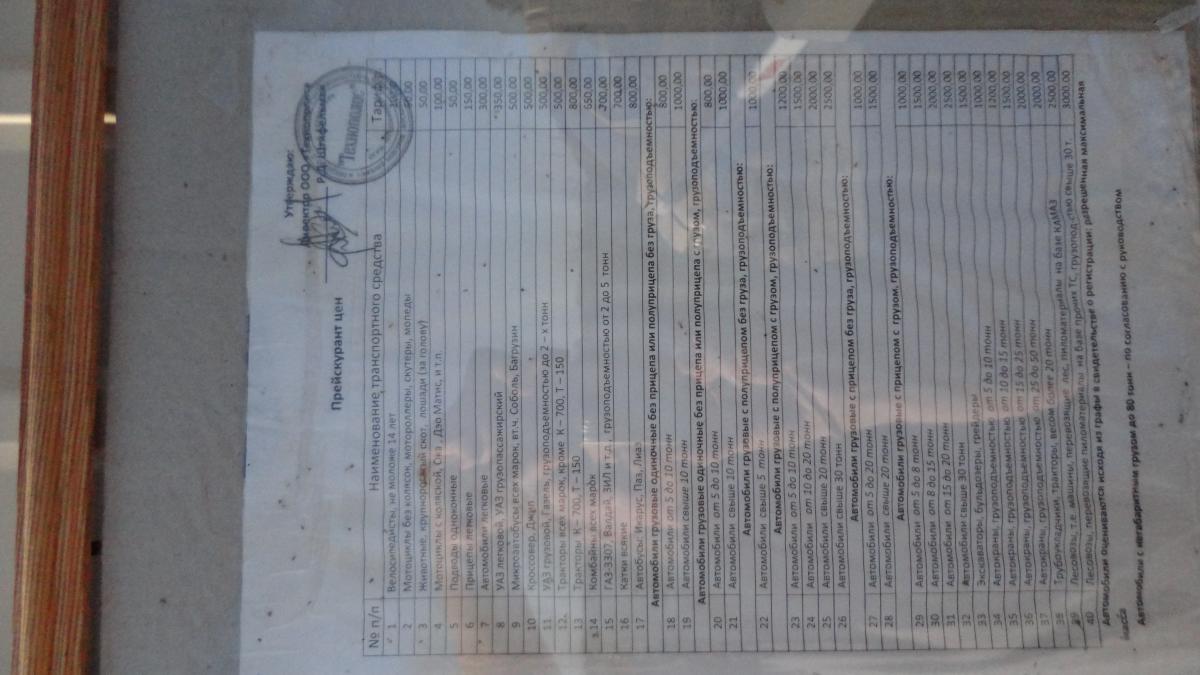 Утверждаю:
Директор ООО «Технополис»
Р.Д. Штафельман
Технополис
Прейскурант цен
№ п/п Наименование транспортного средства Тариф
1 Велосипедисты, не моложе 14 лет
2 Мотоциклы без колясок, мотороллеры, скутеры, мопеды
3 Животные, крупнорогатый скот, лошади (за голову) 50,00
4 Мотоциклы с коляской, Ока, Дэо Матис, и т.п. 100,00
5 Подводы одноконные 50,00
6 Прицепы легковые 150,00
7 Автомобили легковые 300,00
8 УАЗ легковой, УАЗ грузопассажирский 350,00
9 Микроавтобусы всех марок, вт.ч. Соболь, Багрузин 500,00
10 Кроссовер, Джип 500,00
11 УАЗ грузовой, Газель, грузоподъемностью до 2 – х тонн 500,00
12. Тракторы всех марок, кроме К - 700, Т – 150 500,00
13 Тракторы К – 700, Т – 150 800,00
14 Комбайны всех марок 650,00
15 ГАЗ-3307, Валдай, ЗИЛ и т.д., грузоподъемностью от 2 до 5 тонн 700,00
16 Катки всякие 700,00
17 Автобусы: Икарус, Паз, Лиаз 800,00
Автомобили грузовые одиночные без прицепа или полуприцепа без груза, грузоподъемностью:
18 Автомобили от 5 до 10 тонн 800,00
19 Автомобили свыше 10 тонн 1000,00
Автомобили грузовые одиночные без прицепа или полуприцепа с грузом, грузоподъемностью:
20 Автомобили от 5 до 10 тонн 800,00
21 Автомобили свыше 10 тонн 1000,00
Автомобили грузовые с полуприцепом без груза, грузоподъемностью:
22 Автомобили свыше 5 тонн 1000,00
Автомобили грузовые с полуприцепом с грузом, грузоподъемностью:
23 Автомобили от 5 до 10 тонн 1200,00
24 Автомобили от 10 до 20 тонн 1500,00
25 Автомобили свыше 20 тонн 2000,00
26 Автомобили свыше 30 тонн 2500,00
Автомобили грузовые с прицепом без груза, грузоподъемностью:
27 Автомобили от 5 до 20 тонн 1000,00
28 Автомобили свыше 20 тонн 1500,00
Автомобили грузовые с прицепом с грузом, грузоподъемностью:
29 Автомобили от 5 до 8 тонн 1000,00
30 Автомобили от 8 до 15 тонн 1500,00
31 Автомобили от 15 до 20 тонн 2000,00
32 Автомобили свыше 30 тонн 2500,00
33 Эскаваторы, бульдозеры, грейдеры 1500,00
34 Автокраны, грузоподъемностью от 5 до 10 тонн 1000,00
35 Автокраны, грузоподъемностью от 10 до 15 тонн 1200,00
36 Автокраны, грузоподъемностью от 15 до 25 тонн 1500,00
37 Автокраны, грузоподъемностью от 25 до 50 тонн 2000,00
38 Трубоукладчики, тракторы, весом более 20 тонн 2000,00
39 Лесовозы, т.е. машины, перевозящие лес, пиломатериалы на базе КАМАЗ 2500,00
40 Лесовозы, перевозящие пиломатериалы на базе прочих ТС, грузопод-стью свыше 30 т. 3000,00
Автомобили оцениваются исходя из графы в свидетельстве о регистрации: разрешенная максимальная
масса
Автомобили с негабаритным грузом до 80 тонн – по согласованию с руководством